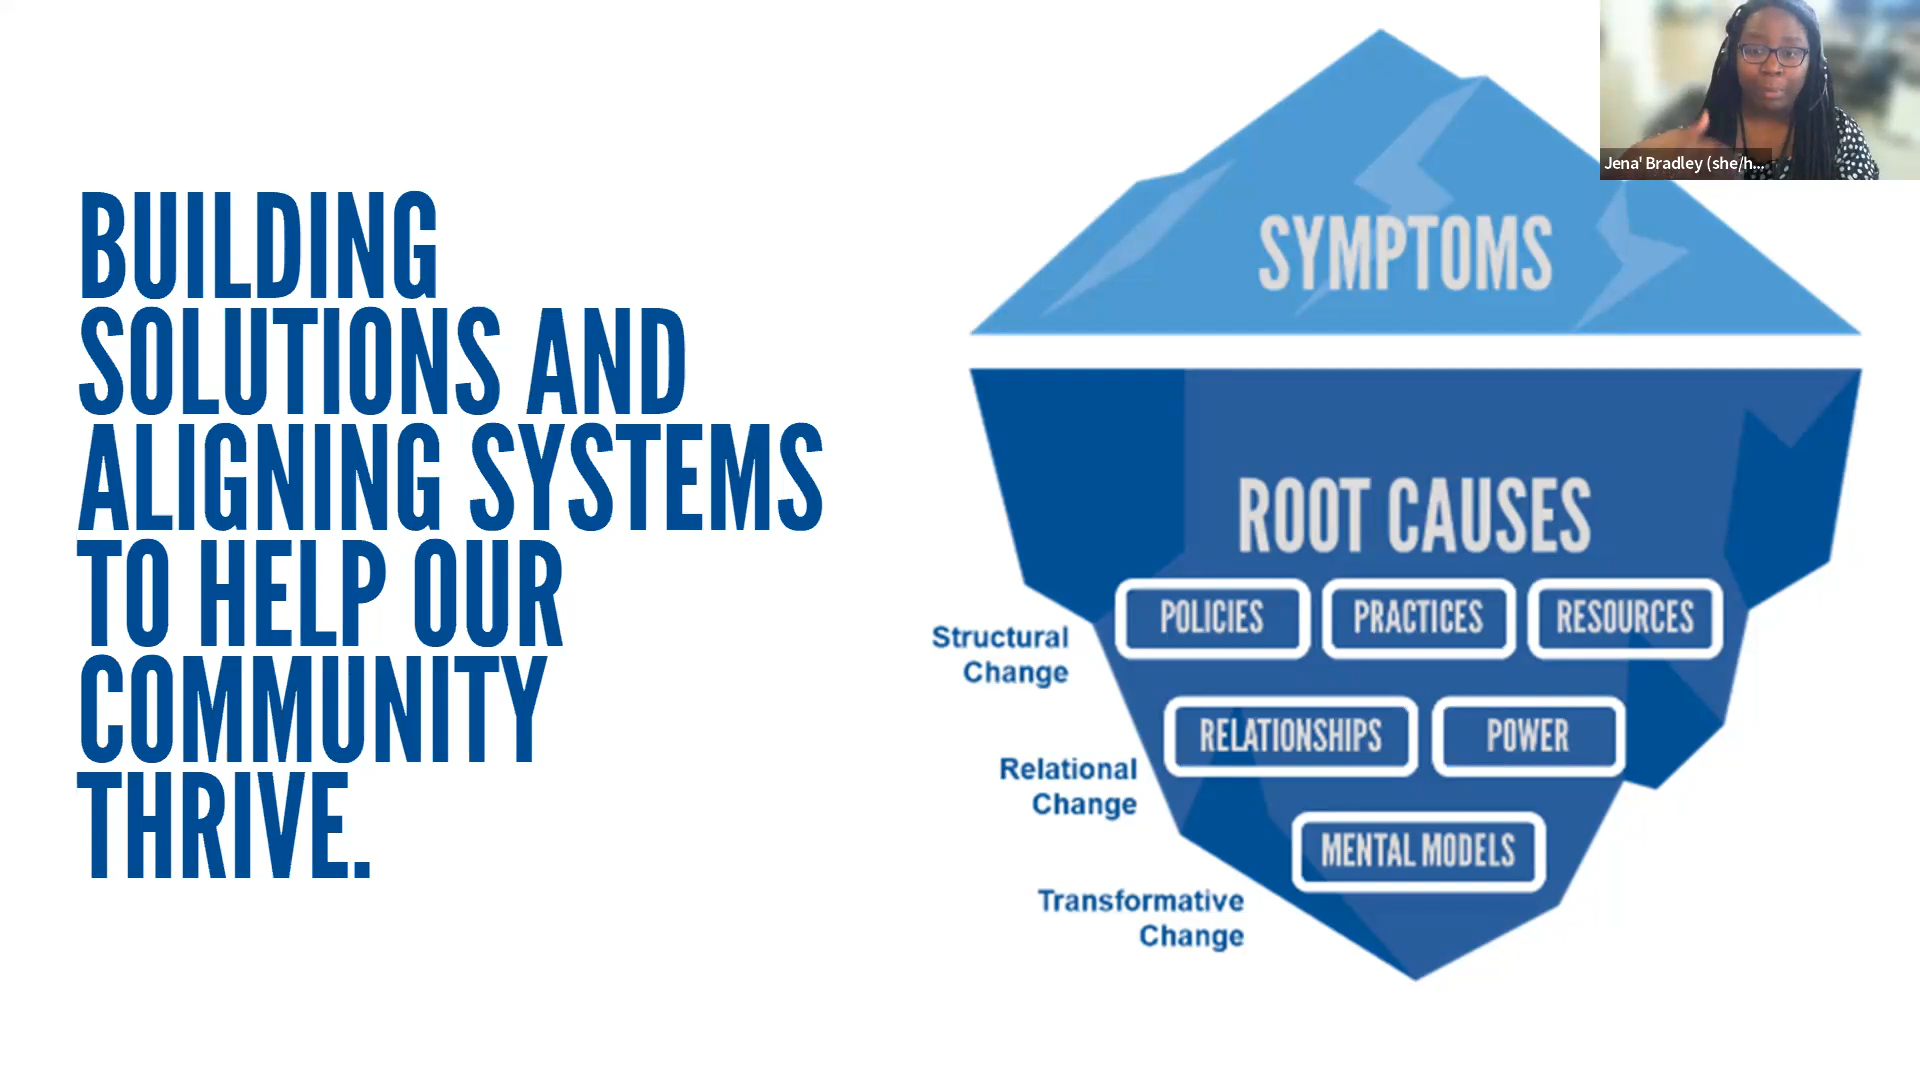 BUILDING
SOLUTIONS AND
ALIGNING SYSTEMS
TO HELP OUR
COMMUNITY
THRIVE.
SYMPTOMS
ROOT CAUSES
POLICIES PRACTICES RESOURCES
Structural
Change
RELATIONSHIPS POWER
Relational
Change
MENTAL MODELS
Transformative
Change
Jena' Bradley (she/h...